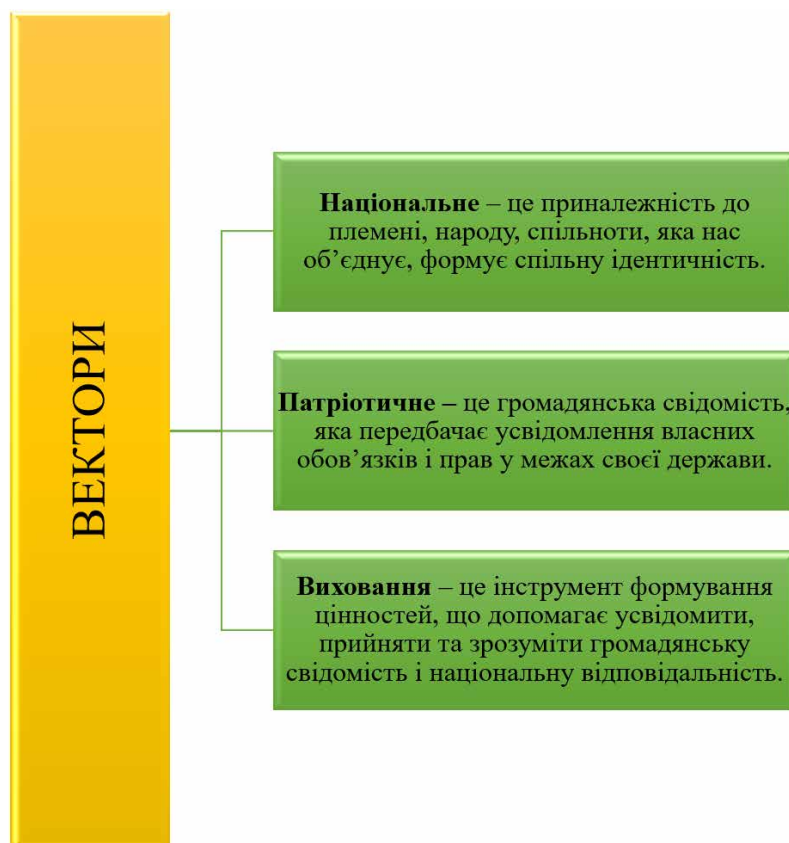 ВЕКТОРИ
Національне – це приналежність до
племені, народу, спільноти, яка нас
об’єднує, формує спільну ідентичність.
Патріотичне – це громадянська свідомість,
яка передбачає усвідомлення власних
обов’язків і прав у межах своєї держави.
Виховання – це інструмент формування
цінностей, що допомагає усвідомити,
прийняти та зрозуміти громадянську
свідомість і національну відповідальність.